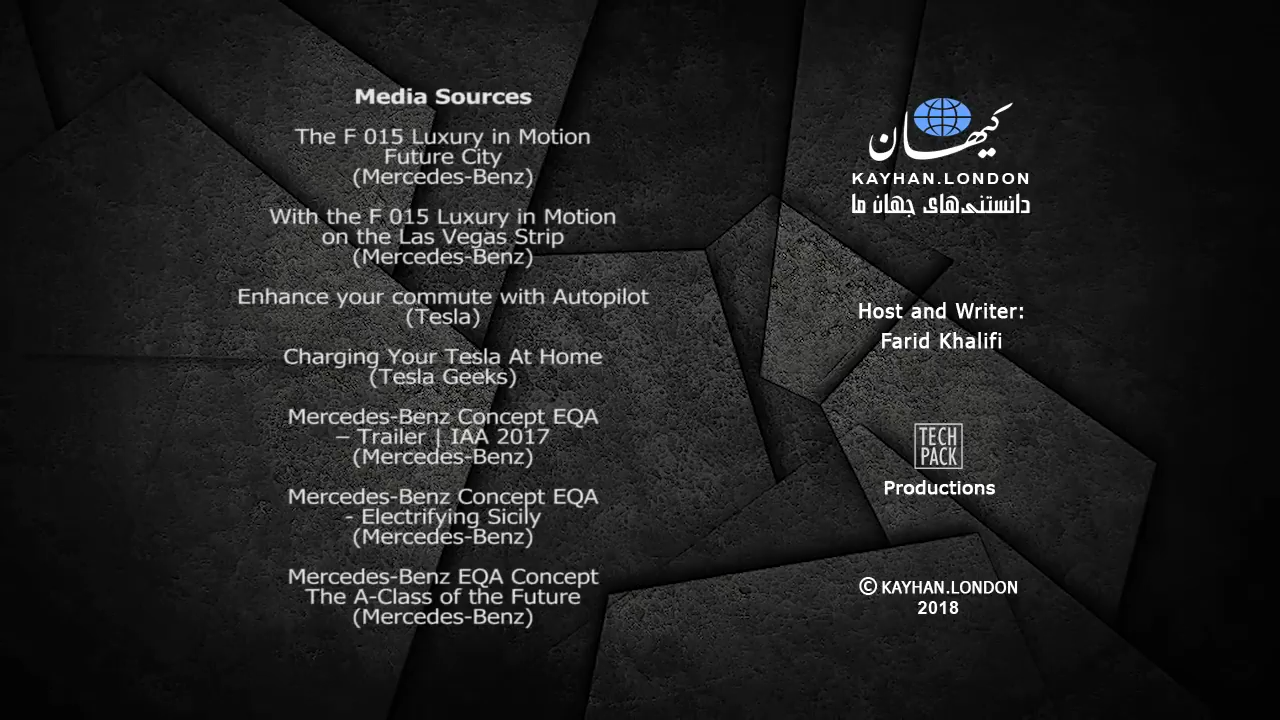 Media Sources
The F 015 Luxury in Motion
Future City
(Mercedes-Benz)
With the F 015 Luxury in Motion
on the Las Vegas Strip
(Mercedes-Benz)
Enhance your commute with Autopilot
(Tesla)
Charging Your Tesla At Home
(Tesla Geeks)
Mercedes-Benz Concept EQA
– Trailer | IAA 2017
(Mercedes-Benz)
Mercedes-Benz Concept EQA
- Electrifying Sicily
(Mercedes-Benz)
Mercedes-Benz EQA Concept
The A-Class of the Future
(Mercedes-Benz)
کیهان
KAYHAN.LONDON
دانستنی‌های جهان ما
Host and Writer:
Farid Khalifi
TECH
PACK
Productions
© KAYHAN.LONDON
2018